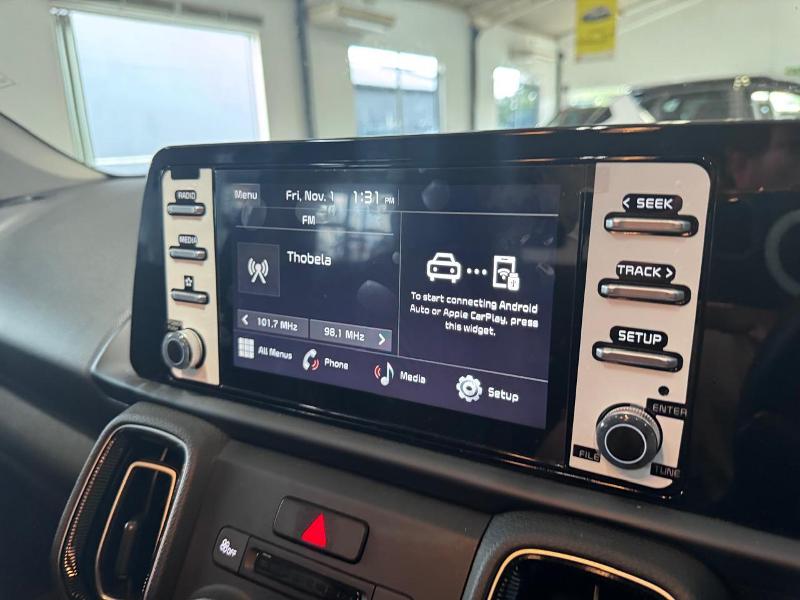 RADIO
MEDIA
Menu
Fri, Nov. 1 1:31 PM
FM
Thobela
101.7 MHz
98.1 MHz
To start connecting Android
Auto or Apple CarPlay, press
this widget.
All Menus
Phone
Media
Setup
< SEEK
TRACK >
SETUP
ENTER
FILE
TUNE
OFF